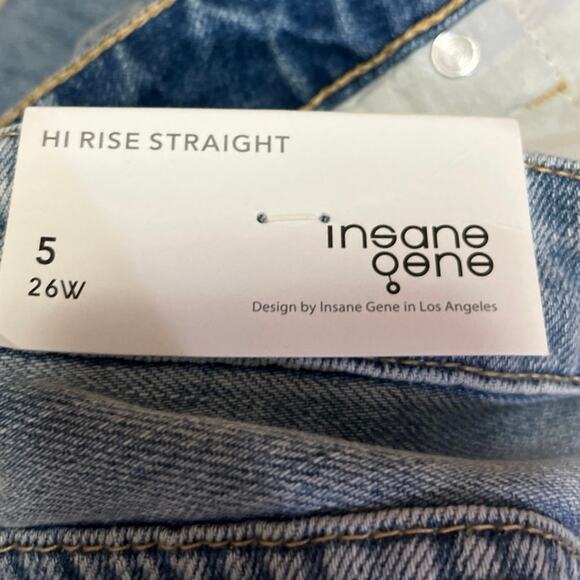 HI RISE STRAIGHT
insane
gene
5
26W
Design by Insane Gene in Los Angeles